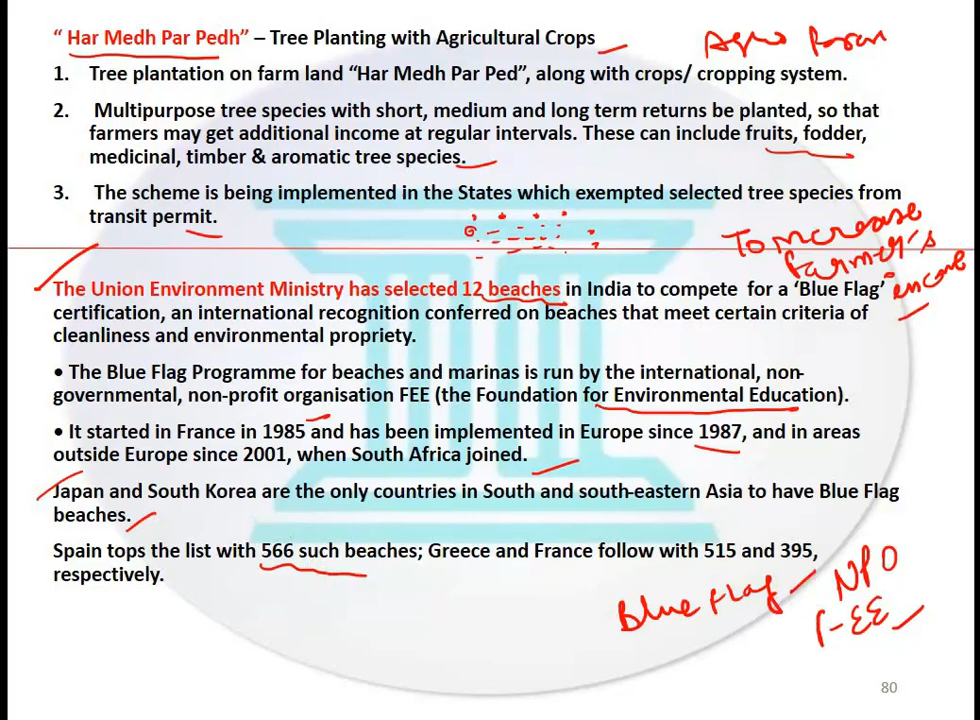 “ Har Medh Par Pedh” – Tree Planting with Agricultural Crops
Agro
1. Tree plantation on farm land “Har Medh Par Ped”, along with crops/ cropping system.
2. Multipurpose tree species with short, medium and long term returns be planted, so that
farmers may get additional income at regular intervals. These can include fruits, fodder,
medicinal, timber & aromatic tree species.
3. The scheme is being implemented in the States which exempted selected tree species from
transit permit.
To increase
farmer's
income
The Union Environment Ministry has selected 12 beaches in India to compete for a ‘Blue Flag’
certification, an international recognition conferred on beaches that meet certain criteria of
cleanliness and environmental propriety.
• The Blue Flag Programme for beaches and marinas is run by the international, non-
governmental, non-profit organisation FEE (the Foundation for Environmental Education).
• It started in France in 1985 and has been implemented in Europe since 1987, and in areas
outside Europe since 2001, when South Africa joined.
Japan and South Korea are the only countries in South and south-eastern Asia to have Blue Flag
beaches.
Spain tops the list with 566 such beaches; Greece and France follow with 515 and 395,
respectively.
Blue Flag
NPO
FEE
80